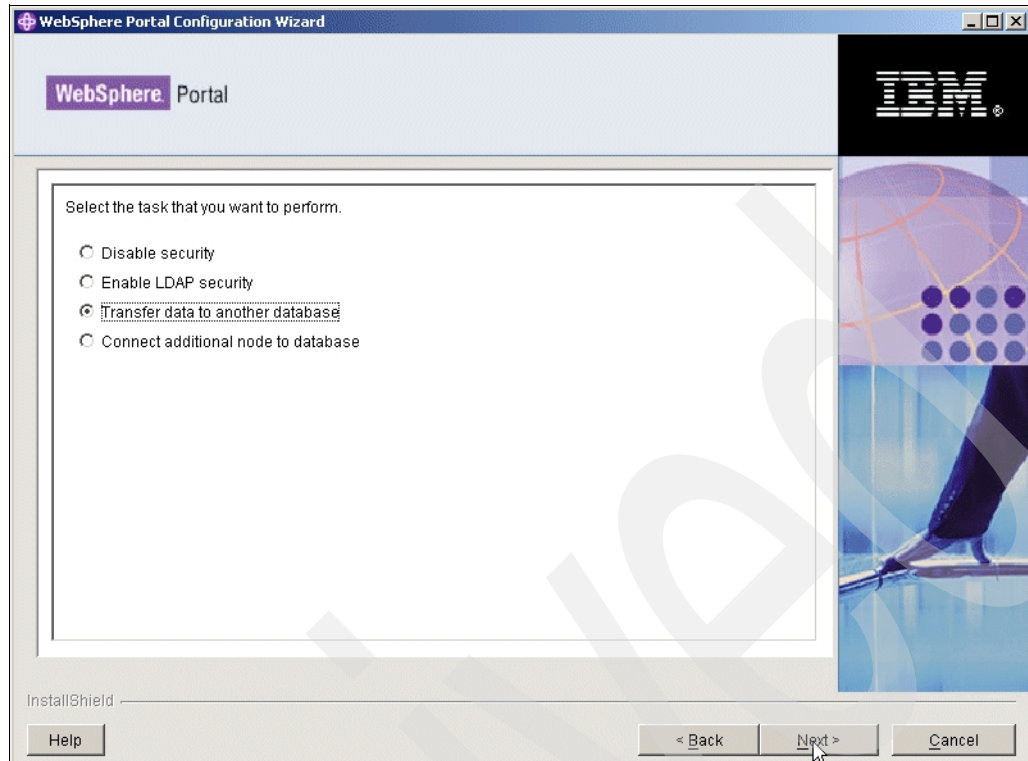 WebSphere Portal Configuration Wizard
WebSphere. Portal
IBM®
Select the task that you want to perform.
Disable security
Enable LDAP security
Transfer data to another database
Connect additional node to database
InstallShield
Help
< Back
Next >
Cancel